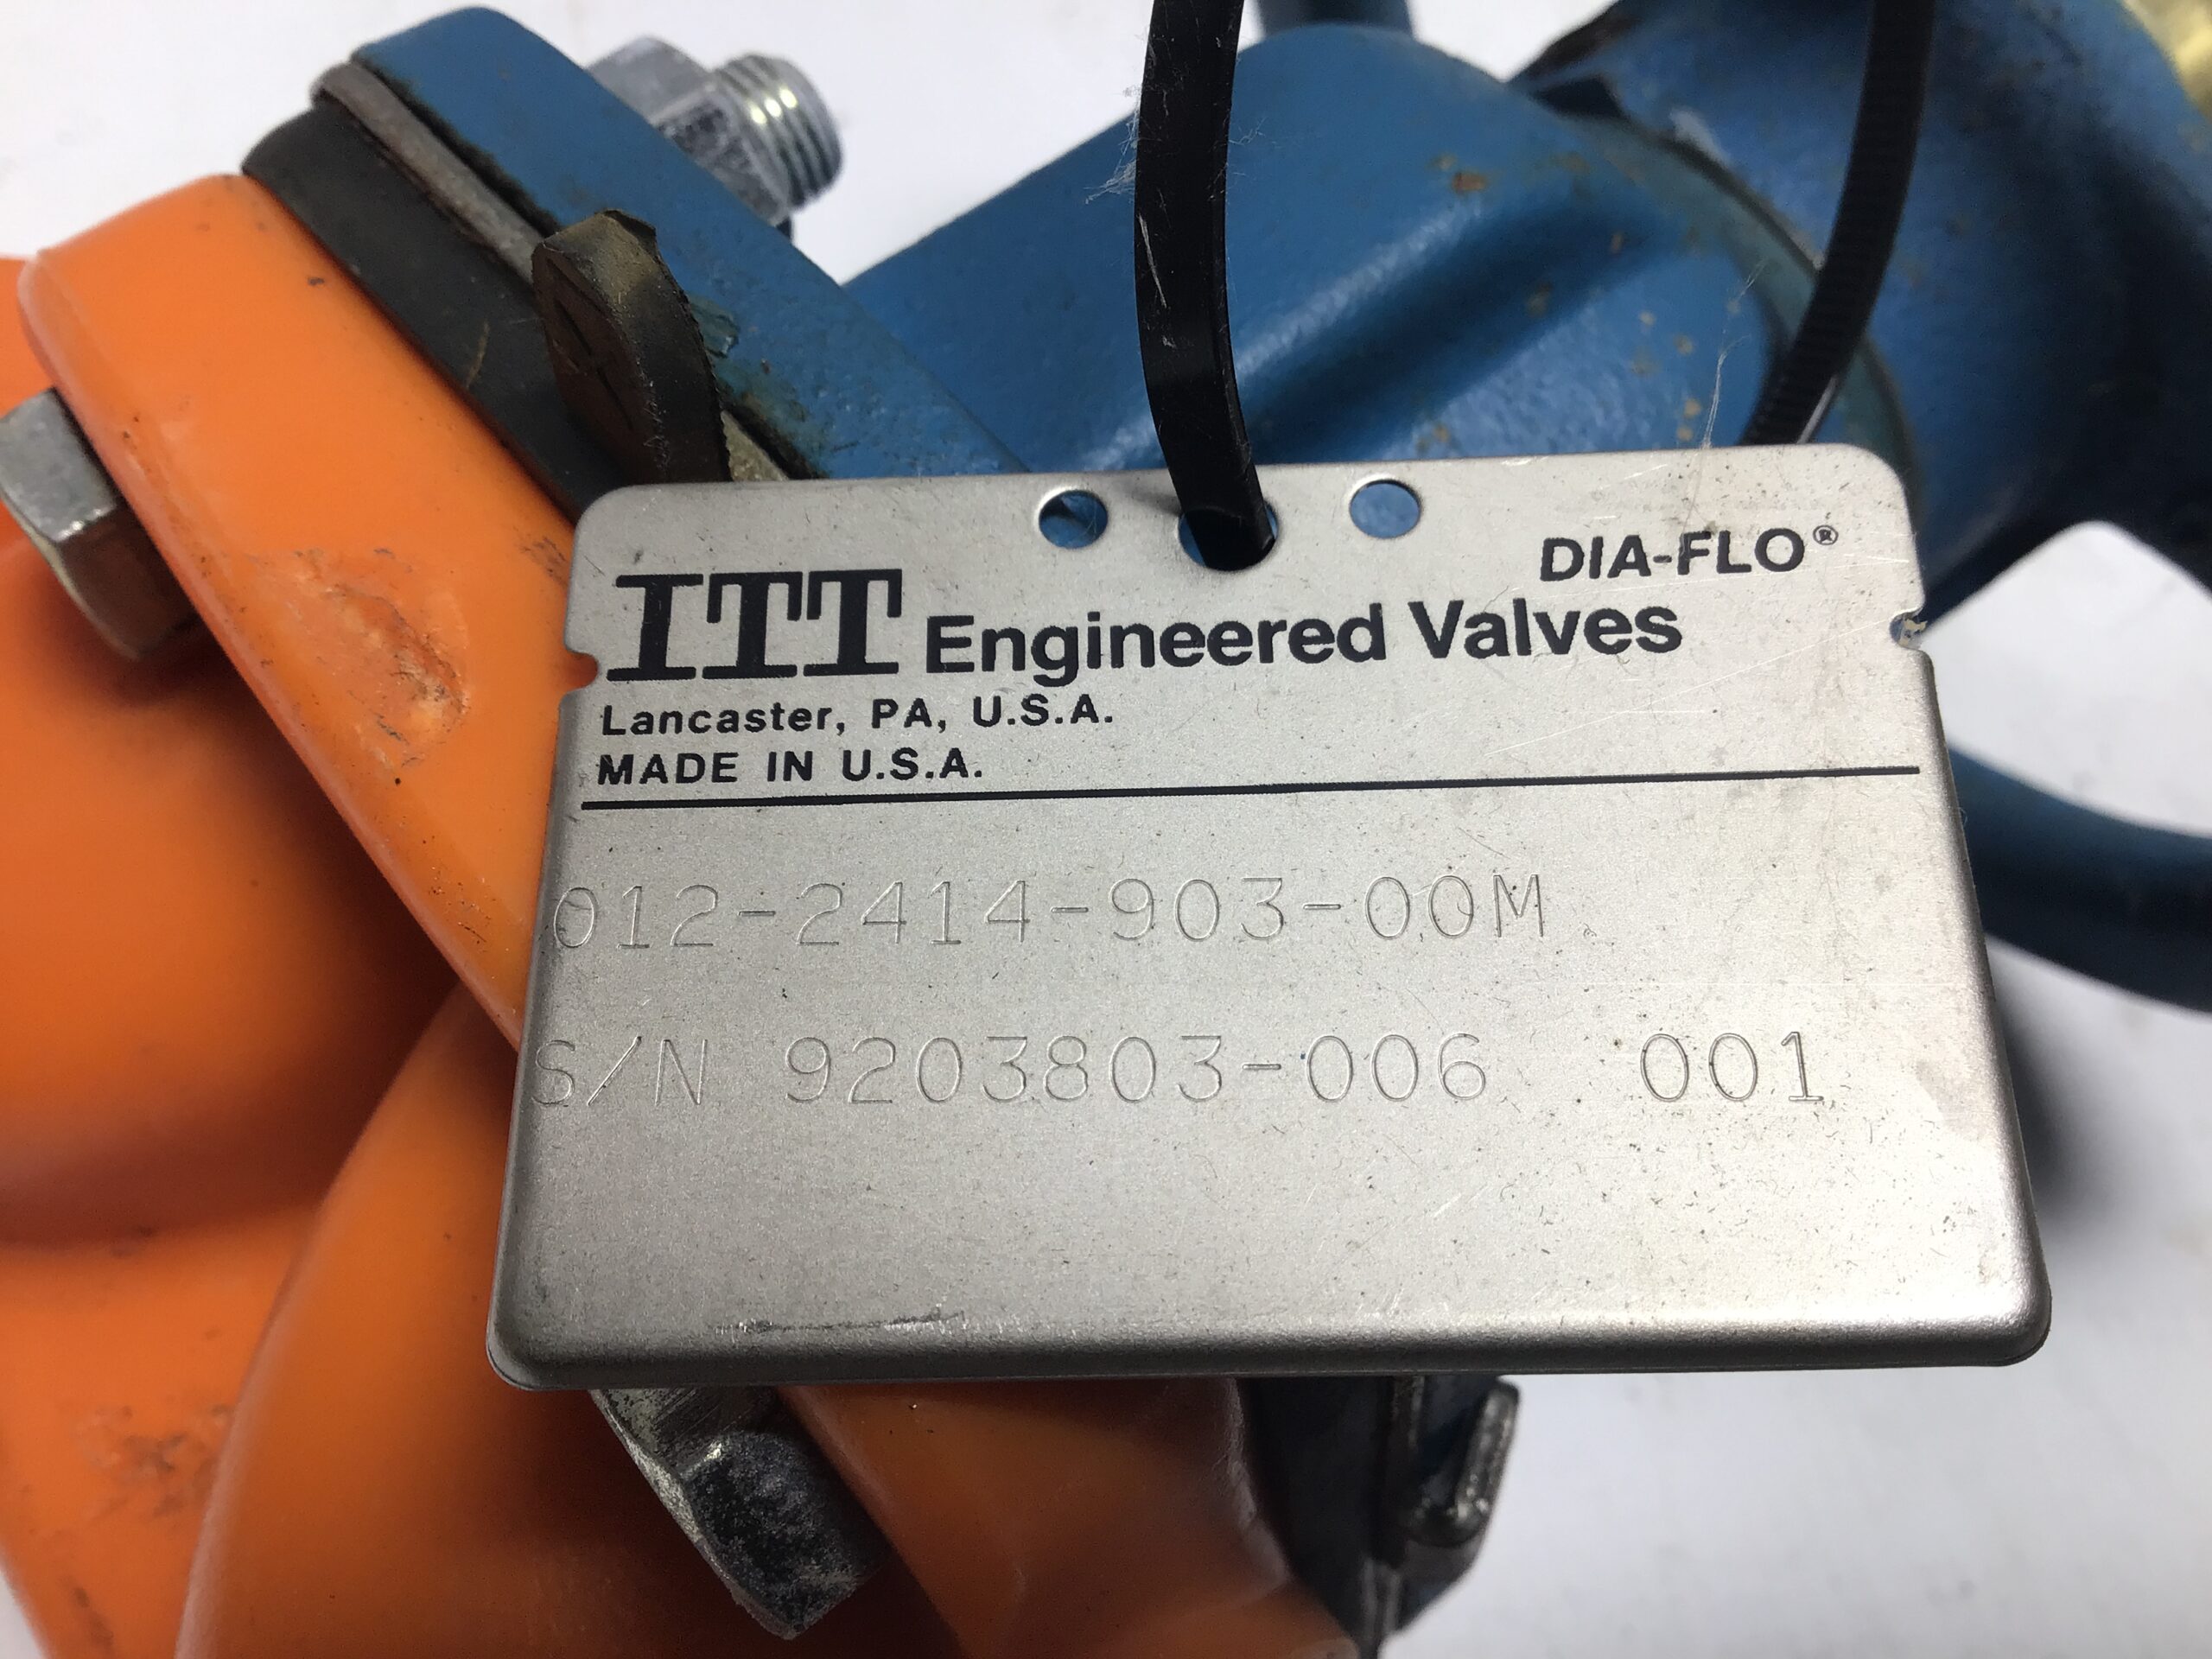 DIA-FLO®
ITT Engineered Valves
Lancaster, PA, U.S.A.
MADE IN U.S.A.
012-2414-903-00M
S/N 9203803-006 001